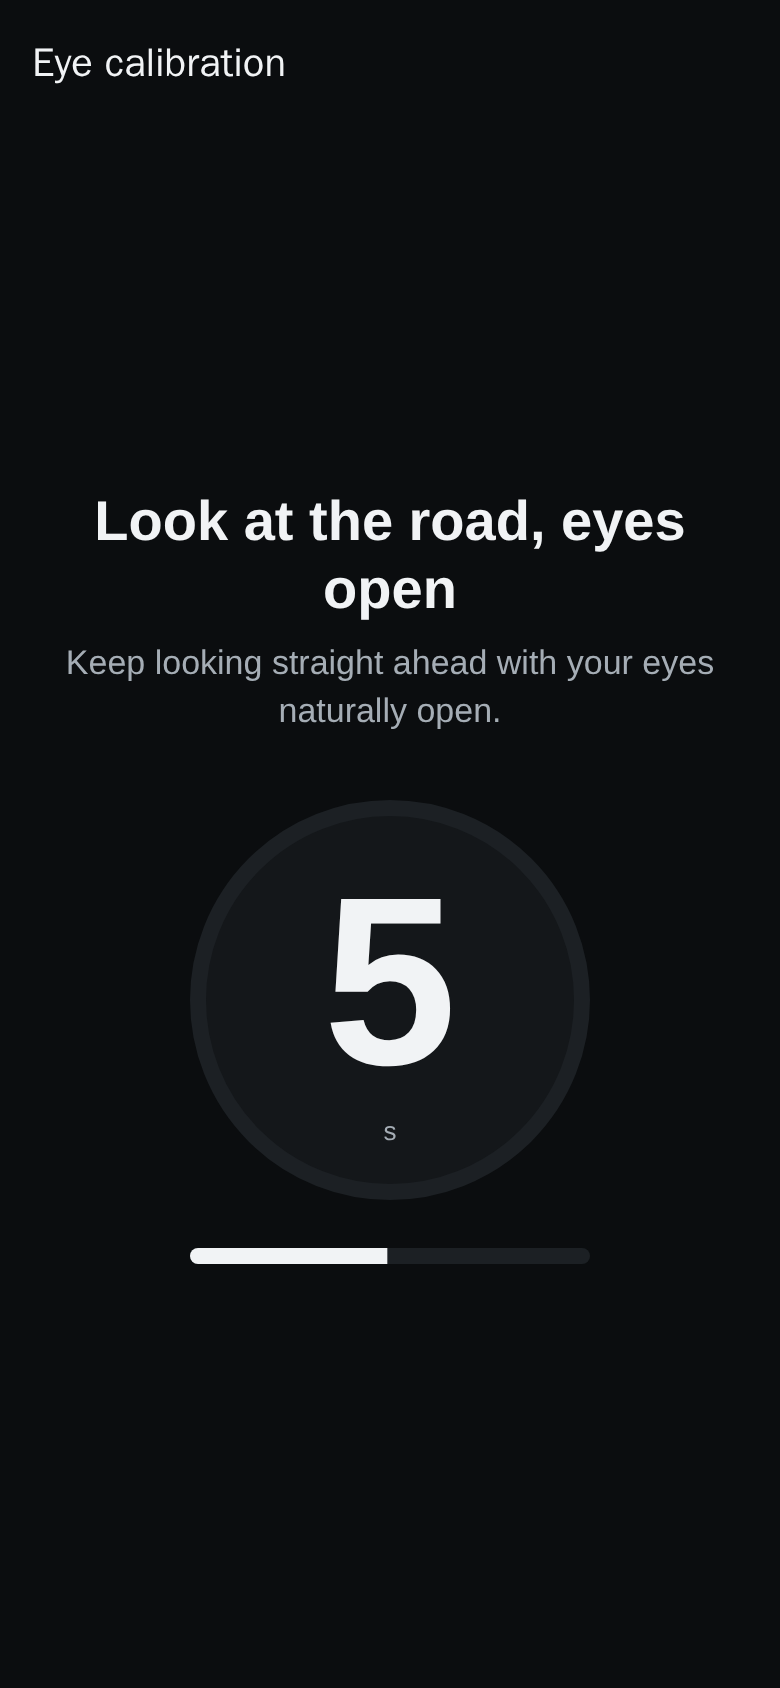 Eye calibration
Look at the road, eyes
open
Keep looking straight ahead with your eyes
naturally open.
5
s